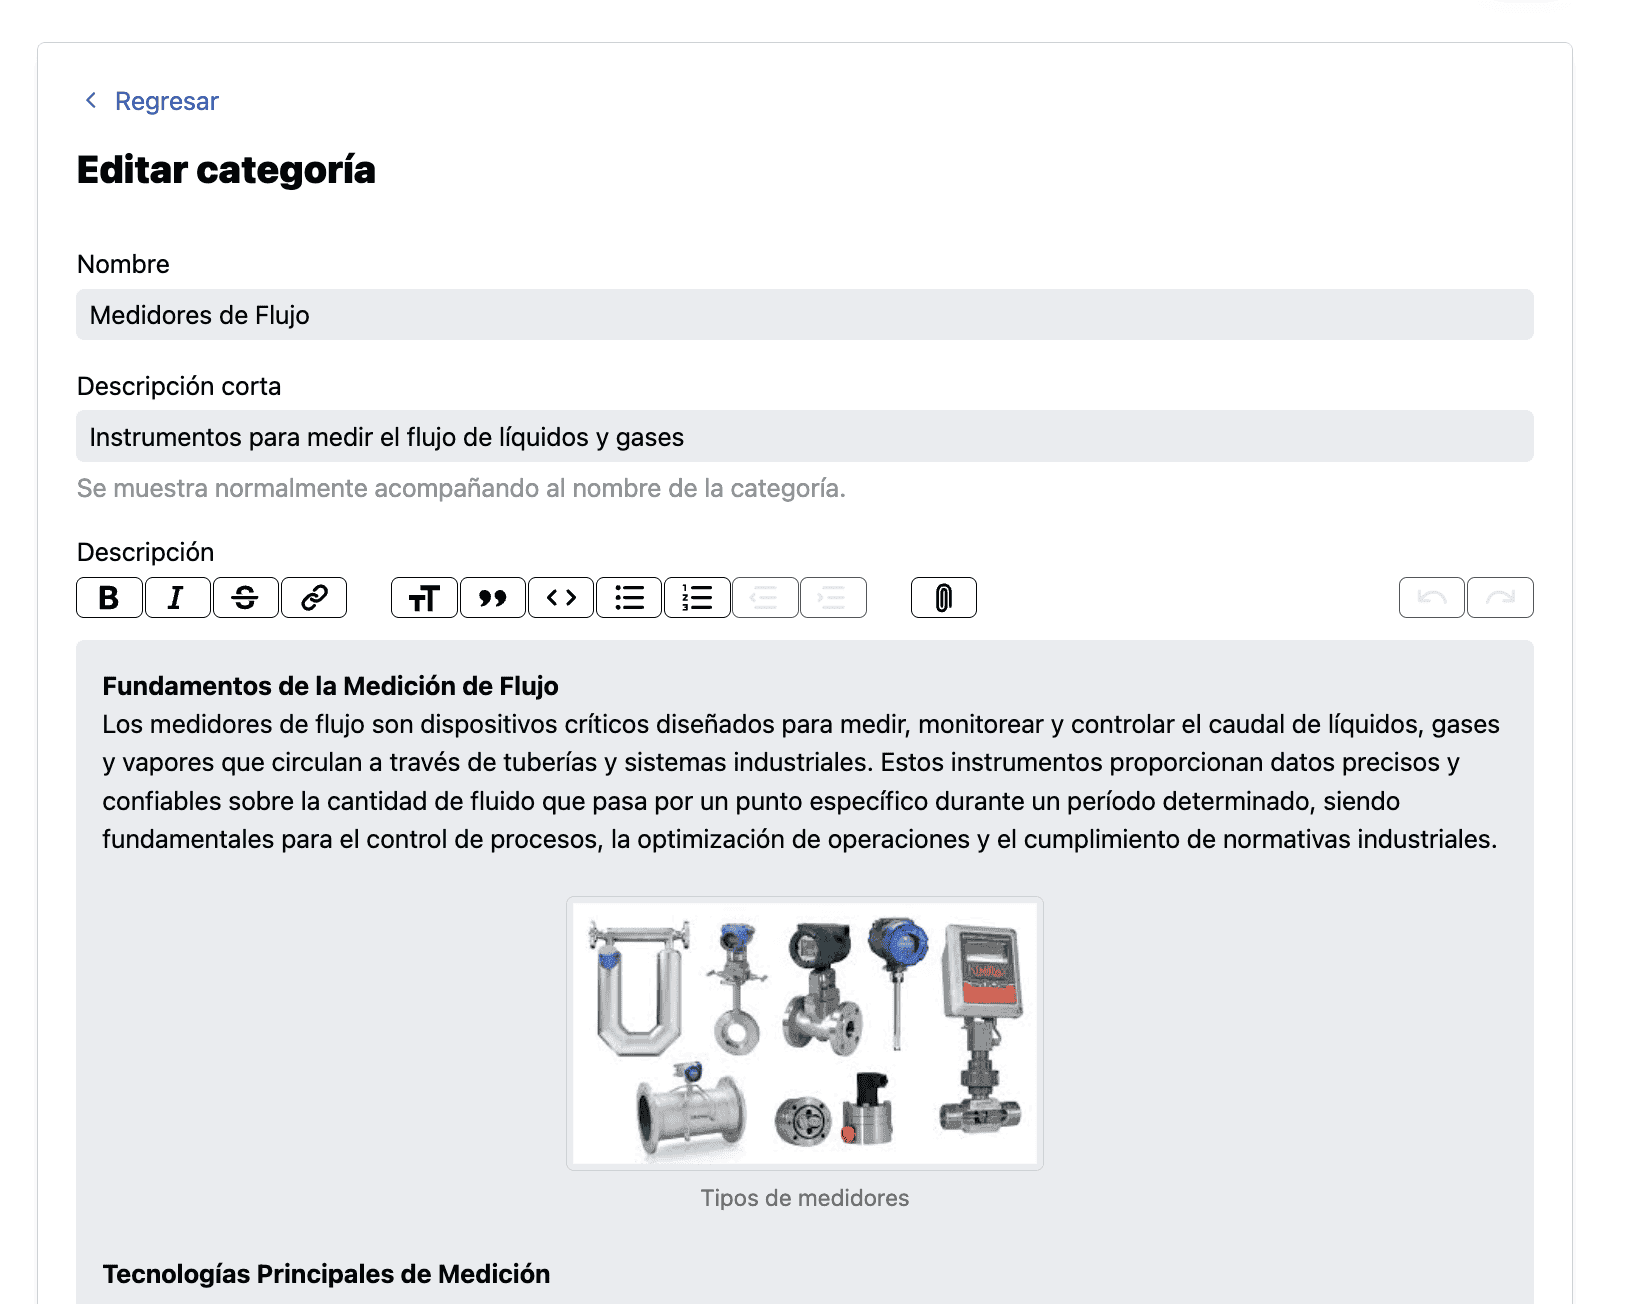 Regresar
Editar categoría
Nombre
Medidores de Flujo
Descripción corta
Instrumentos para medir el flujo de líquidos y gases
Se muestra normalmente acompañando al nombre de la categoría.
Descripción
Fundamentos de la Medición de Flujo
Los medidores de flujo son dispositivos críticos diseñados para medir, monitorear y controlar el caudal de líquidos, gases
y vapores que circulan a través de tuberías y sistemas industriales. Estos instrumentos proporcionan datos precisos y
confiables sobre la cantidad de fluido que pasa por un punto específico durante un período determinado, siendo
fundamentales para el control de procesos, la optimización de operaciones y el cumplimiento de normativas industriales.
Tipos de medidores
Tecnologías Principales de Medición